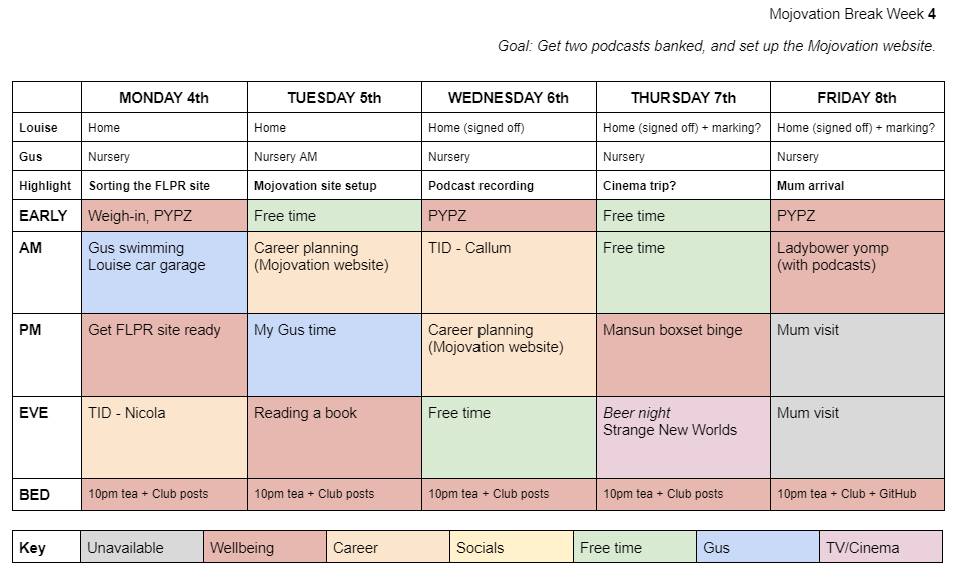 Mojovation Break Week 4
Goal: Get two podcasts banked, and set up the Mojovation website.
MONDAY 4th TUESDAY 5th WEDNESDAY 6th THURSDAY 7th FRIDAY 8th
Louise Home Home Home (signed off) Home (signed off) + marking? Home (signed off) + marking?
Gus Nursery Nursery AM Nursery Nursery Nursery
Highlight Sorting the FLPR site Mojovation site setup Podcast recording Cinema trip? Mum arrival
EARLY Weigh-in, PYPZ Free time PYPZ Free time PYPZ
AM Gus swimming Career planning TID - Callum Free time Ladybower yomp
Louise car garage (Mojovation website) (with podcasts)
PM Get FLPR site ready My Gus time Career planning Mansun boxset binge Mum visit
(Mojovation website)
EVE TID - Nicola Reading a book Free time Beer night Mum visit
Strange New Worlds
BED 10pm tea + Club posts 10pm tea + Club posts 10pm tea + Club posts 10pm tea + Club posts 10pm tea + Club + GitHub
Key Unavailable Wellbeing Career Socials Free time Gus TV/Cinema